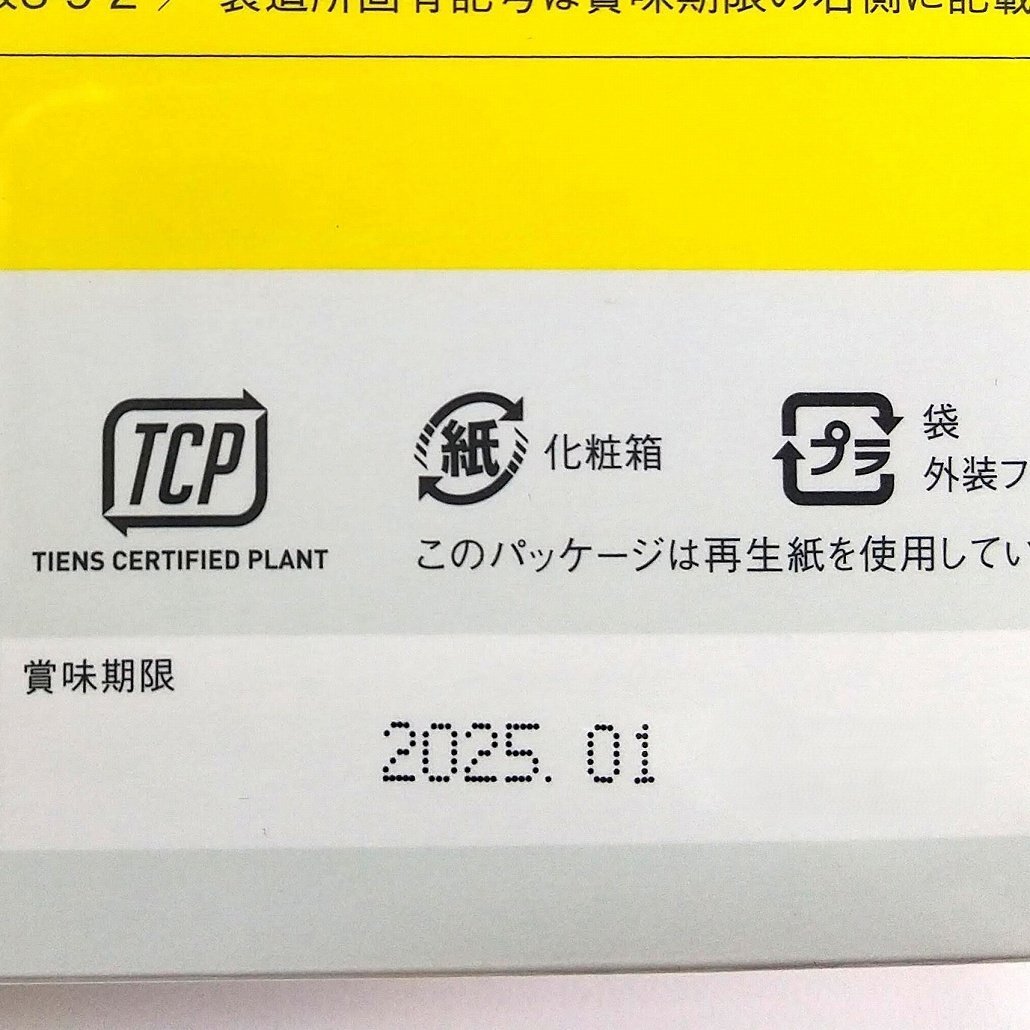 製造所固有記号は賞味期限の右側に記載
TCP
TIENS CERTIFIED PLANT
紙
化粧箱
プラ
袋
外装フ
このパッケージは再生紙を使用してい
賞味期限
2025.01